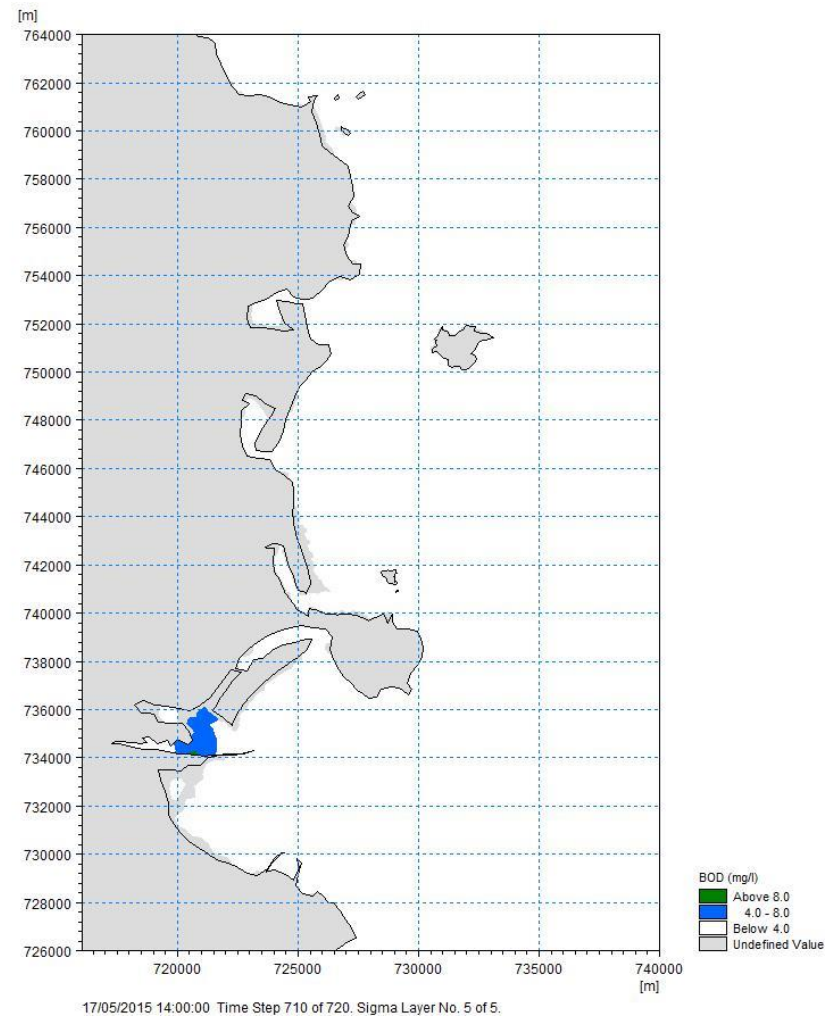 [m]
764000
762000
760000
758000
756000
754000
752000
750000
748000
746000
744000
742000
740000
738000
736000
734000
732000
730000
728000
726000
720000 725000 730000 735000 740000
[m]
BOD (mg/l)
Above 8.0
4.0 - 8.0
Below 4.0
Undefined Value
17/05/2015 14:00:00 Time Step 710 of 720. Sigma Layer No. 5 of 5.